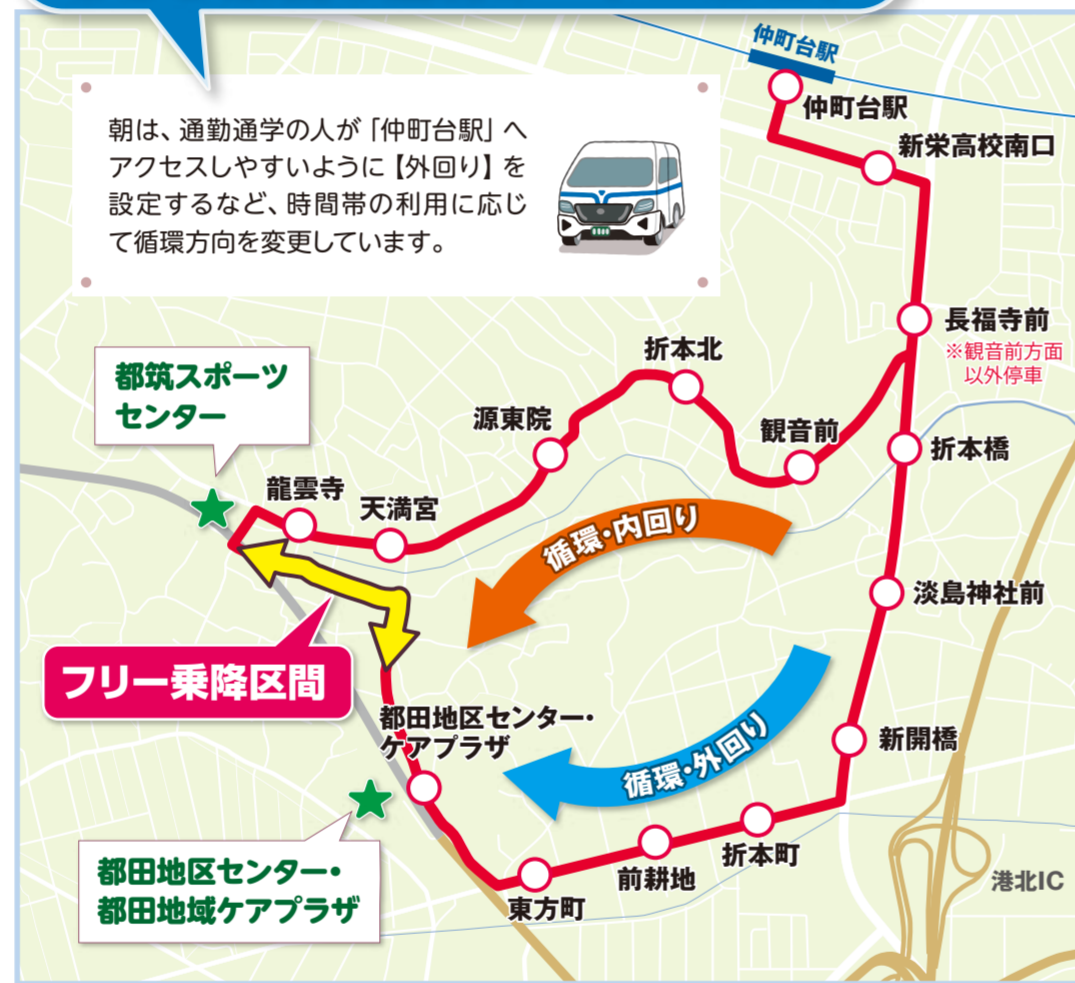 朝は、通勤通学の人が「仲町台駅」へ
アクセスしやすいように【外回り】を
設定するなど、時間帯の利用に応じ
て循環方向を変更しています。
仲町台駅
仲町台駅
新栄高校南口
長福寺前
※観音前方面
以外停車
折本北
都筑スポーツ
センター
源東院
観音前
折本橋
龍雲寺
天満宮
循環・内回り
淡島神社前
フリー乗降区間
都田地区センター・
ケアプラザ
循環・外回り
新開橋
折本町
前耕地
東方町
都田地区センター・
都田地域ケアプラザ
港北IC